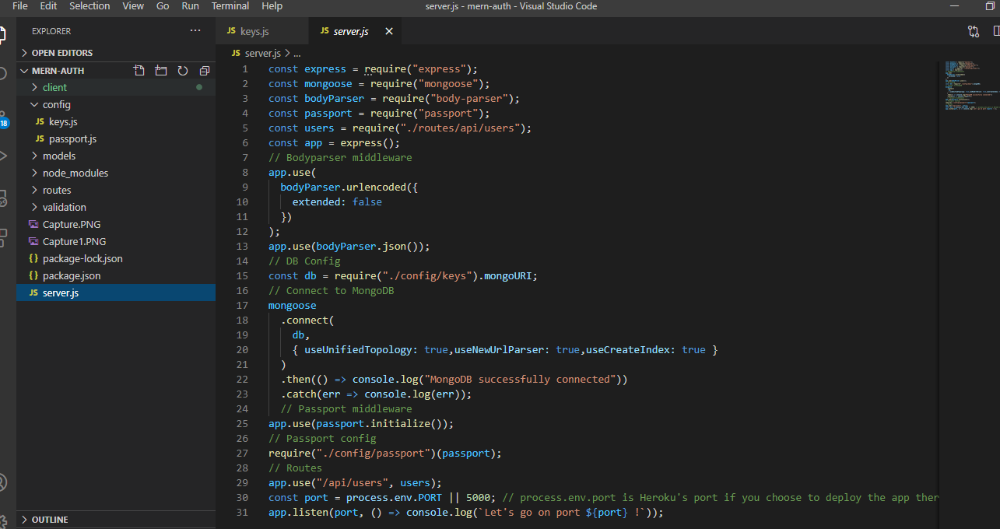 File Edit Selection View Go Run Terminal Help server.js - mern-auth - Visual Studio Code
EXPLORER ...
JS keys.js JS server.js
OPEN EDITORS
JS server.js > ...
MERN-AUTH
client
config
JS keys.js
JS passport.js
18
models
node_modules
routes
validation
Capture.PNG
Capture1.PNG
{} package-lock.json
{} package.json
JS server.js
OUTLINE
1 const express = require("express");
2 const mongoose = require("mongoose");
3 const bodyParser = require("body-parser");
4 const passport = require("passport");
5 const users = require("./routes/api/users");
6 const app = express();
7 // Bodyparser middleware
8 app.use(
9 bodyParser.urlencoded({
10 extended: false
11 })
12 );
13 app.use(bodyParser.json());
14 // DB Config
15 const db = require("./config/keys").mongoURI;
16 // Connect to MongoDB
17 mongoose
18 .connect(
19 db,
20 { useUnifiedTopology: true,useNewUrlParser: true,useCreateIndex: true }
21 )
22 .then(() => console.log("MongoDB successfully connected"))
23 .catch(err => console.log(err));
24 // Passport middleware
25 app.use(passport.initialize());
26 // Passport config
27 require("./config/passport")(passport);
28 // Routes
29 app.use("/api/users", users);
30 const port = process.env.PORT || 5000; // process.env.port is Heroku's port if you choose to deploy the app ther
31 app.listen(port, () => console.log(`Let's go on port ${port} !`));